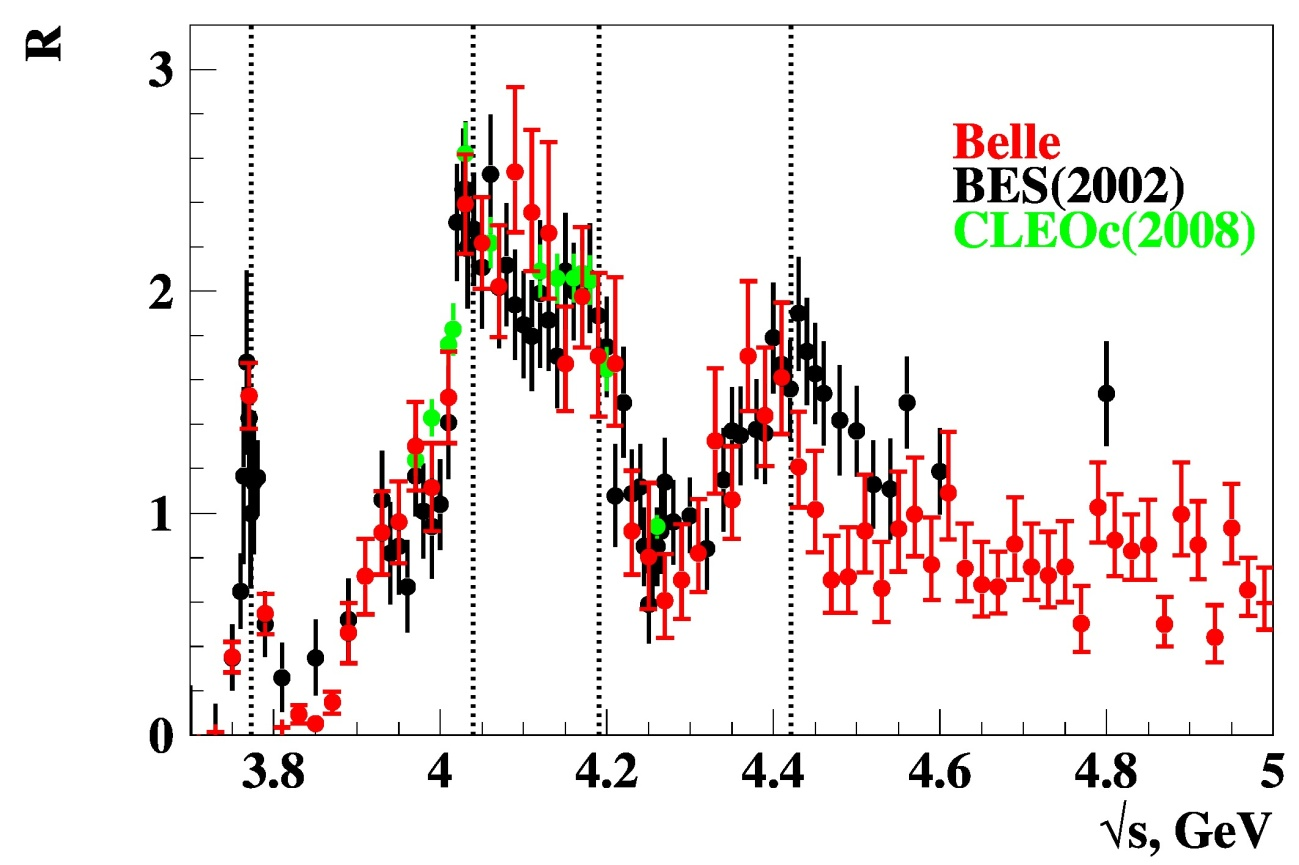 R
3
2
1
0
Belle
BES(2002)
CLEOc(2008)
3.8 4 4.2 4.4 4.6 4.8 5
√s, GeV